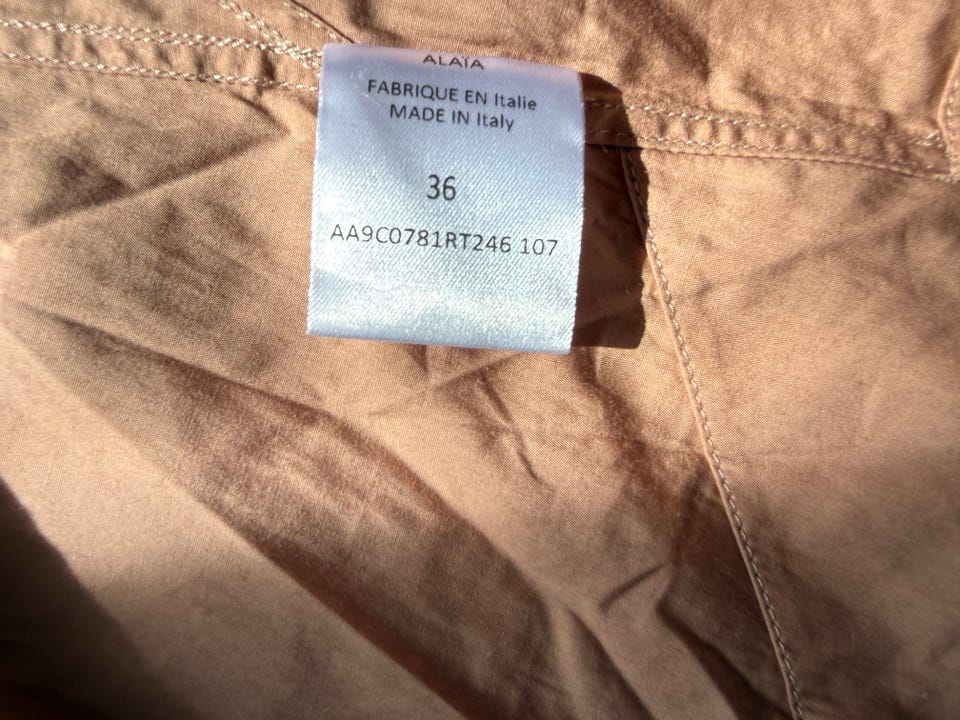 ALAÏA
FABRIQUE EN Italie
MADE IN Italy
36
AA9C0781RT246 107